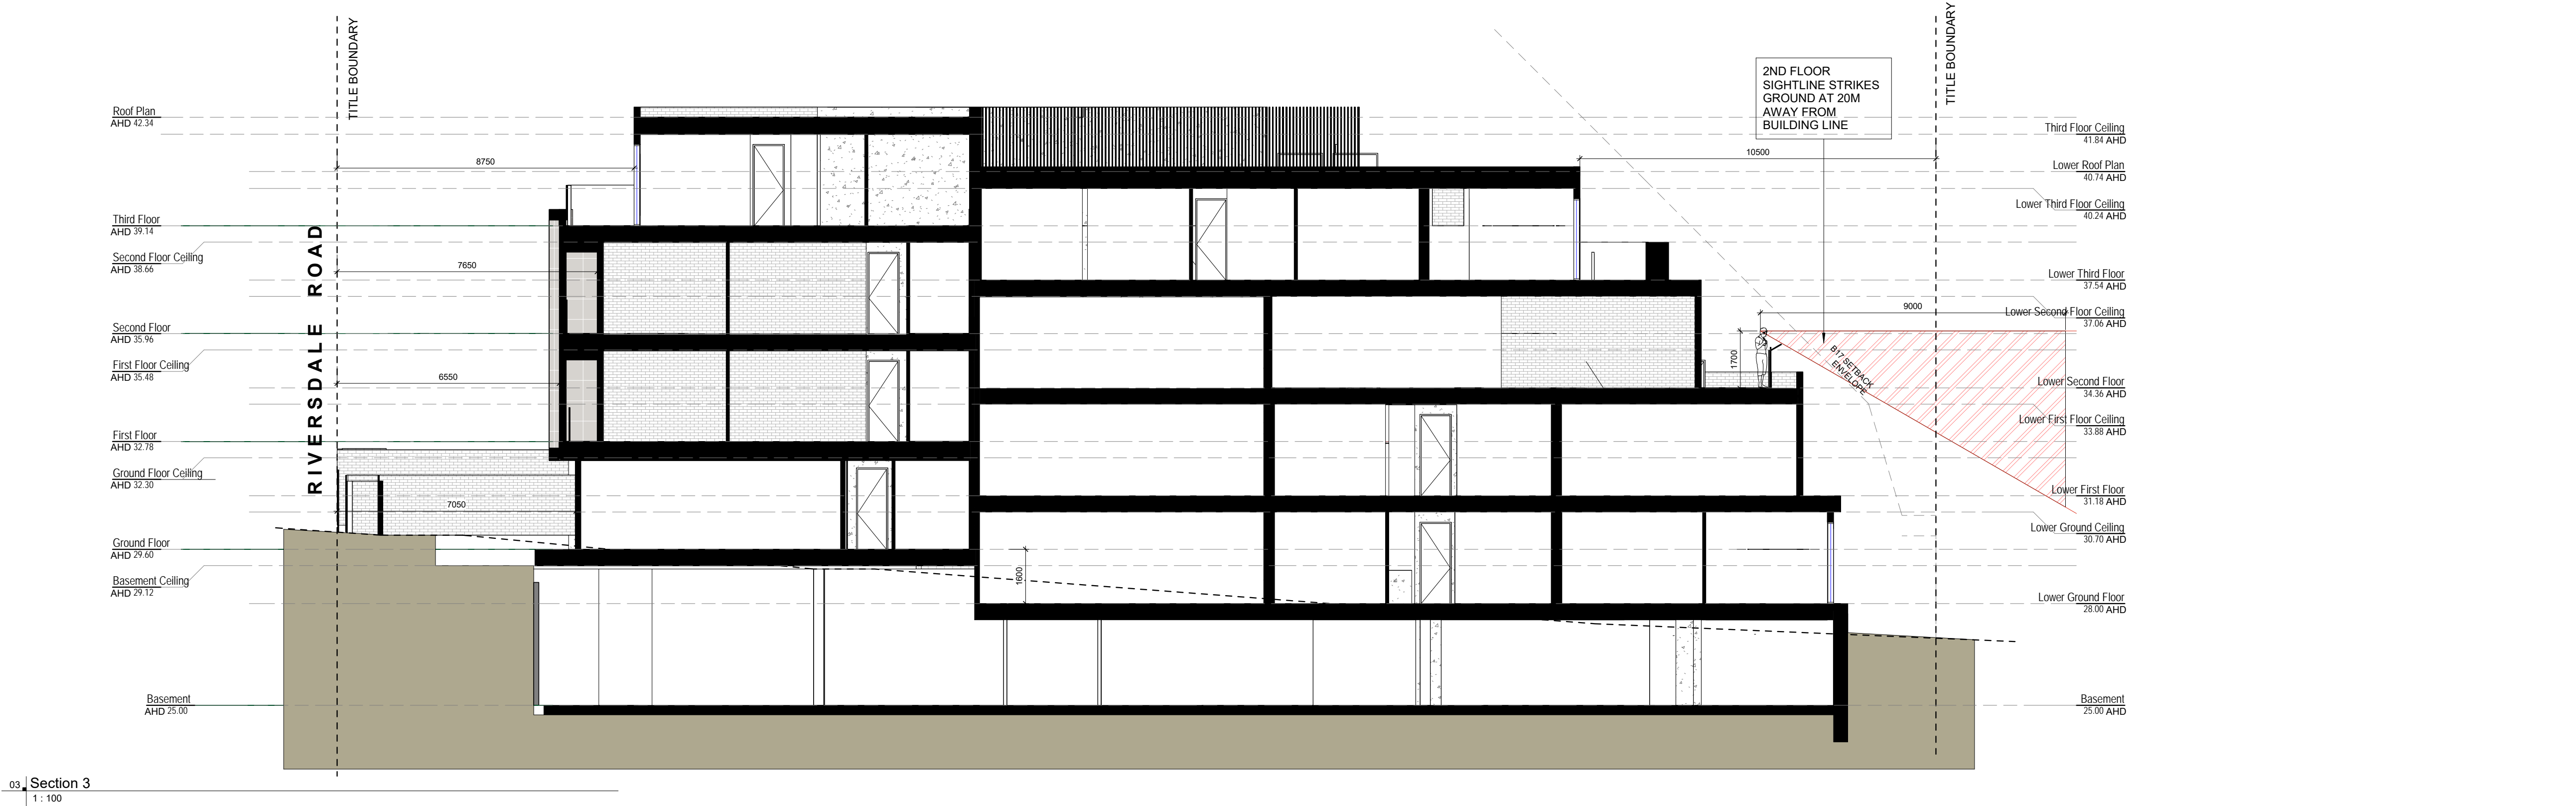 TITLE BOUNDARY
TITLE BOUNDARY
2ND FLOOR
SIGHTLINE STRIKES
GROUND AT 20M
AWAY FROM
BUILDING LINE
Roof Plan
AHD 42.34
Third Floor
AHD 39.14
Second Floor Ceiling
AHD 38.66
Second Floor
AHD 35.96
First Floor Ceiling
AHD 35.48
First Floor
AHD 32.78
Ground Floor Ceiling
AHD 32.30
Ground Floor
AHD 29.60
Basement Ceiling
AHD 29.12
Basement
AHD 25.00
RIVERSDALE ROAD
8750
7650
6550
7050
1600
1700
10500
9000
B17 SETBACK
ENVELOPE
Third Floor Ceiling
41.84 AHD
Lower Roof Plan
40.74 AHD
Lower Third Floor Ceiling
40.24 AHD
Lower Third Floor
37.54 AHD
Lower Second Floor Ceiling
37.06 AHD
Lower Second Floor
34.36 AHD
Lower First Floor Ceiling
33.88 AHD
Lower First Floor
31.18 AHD
Lower Ground Ceiling
30.70 AHD
Lower Ground Floor
28.00 AHD
Basement
25.00 AHD
03 Section 3
1 : 100